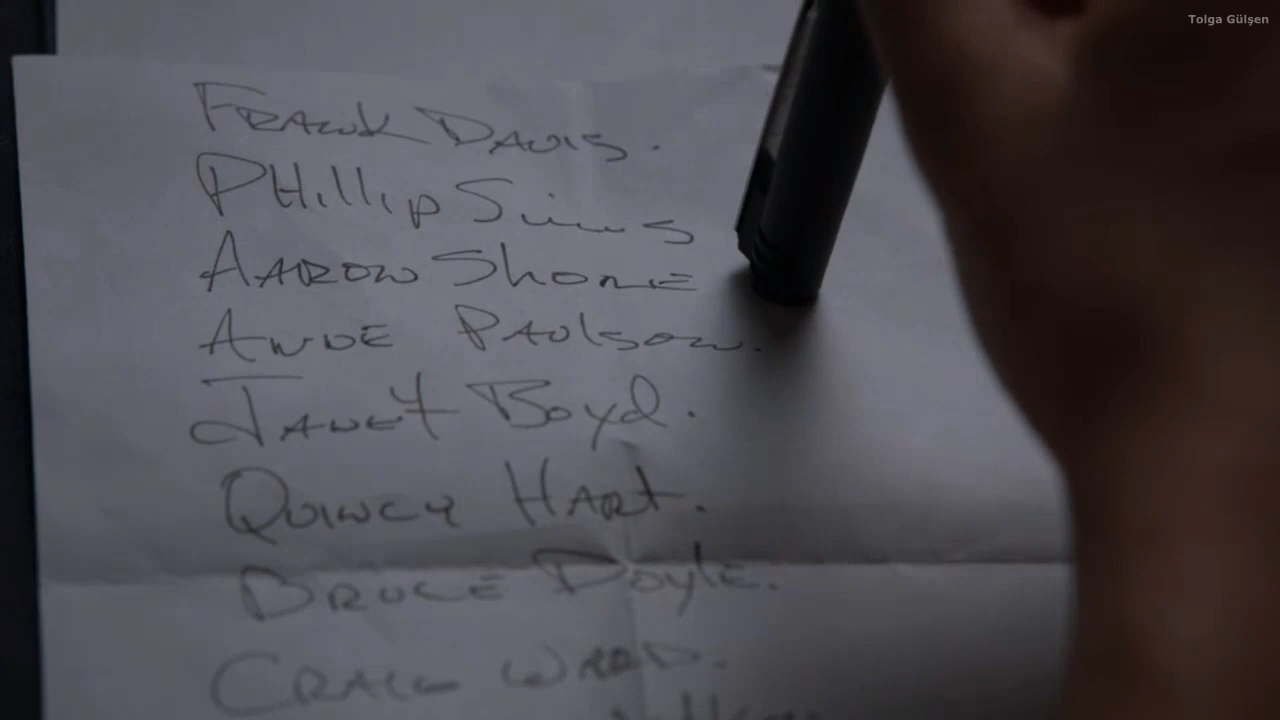 Tolga Gülşen
FRANK DAVIS.
PHillip Sims
AARON ShORE
ANDE PAulson.
JANET Boyd.
QUINCY HART.
BRUCE Doyle.
CRAIG WARD.